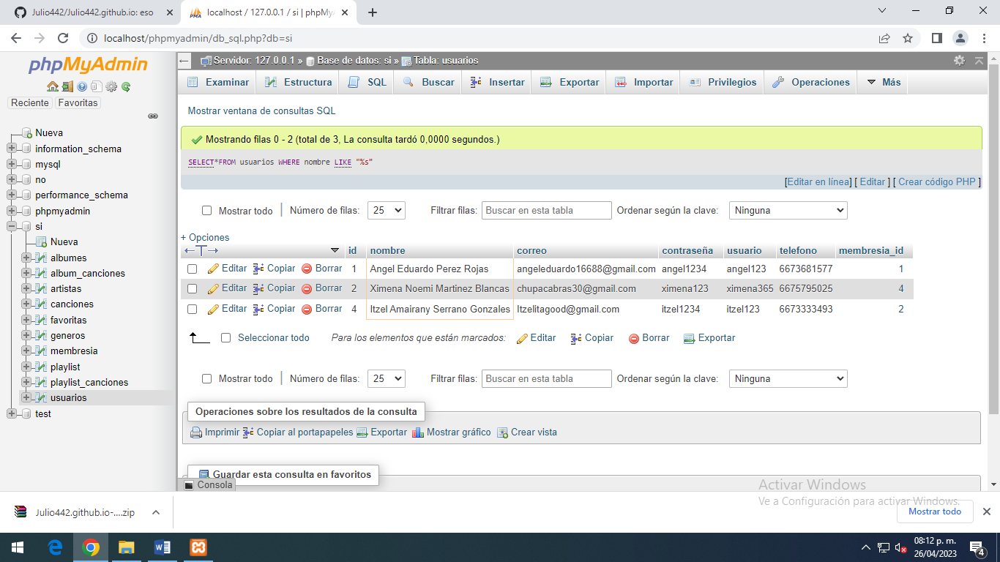 Julio442/Julio442.github.io: eso
localhost / 127.0.0.1 / si | phpMyA
localhost/phpmyadmin/db_sql.php?db=si
phpMyAdmin
Reciente Favoritas
Nueva
information_schema
mysql
no
performance_schema
phpmyadmin
si
Nueva
albumes
album_canciones
artistas
canciones
favoritas
generos
membresia
playlist
playlist_canciones
usuarios
test
Servidor: 127.0.0.1 » Base de datos: si » Tabla: usuarios
Examinar Estructura SQL Buscar Insertar Exportar Importar Privilegios Operaciones Más
Mostrar ventana de consultas SQL
Mostrando filas 0 - 2 (total de 3, La consulta tardó 0,0000 segundos.)
SELECT*FROM usuarios WHERE nombre LIKE "%s"
[Editar en línea] [ Editar ] [ Crear código PHP ]
Mostrar todo Número de filas: 25 Filtrar filas: Buscar en esta tabla Ordenar según la clave: Ninguna
+ Opciones
←T→ id nombre correo contraseña usuario telefono membresia_id
Editar Copiar Borrar 1 Angel Eduardo Perez Rojas angeleduardo16688@gmail.com angel1234 angel123 6673681577 1
Editar Copiar Borrar 2 Ximena Noemi Martinez Blancas chupacabras30@gmail.com ximena123 ximena365 6675795025 4
Editar Copiar Borrar 4 Itzel Amairany Serrano Gonzales Itzelitagood@gmail.com itzel1234 itzel123 6673333493 2
Seleccionar todo Para los elementos que están marcados: Editar Copiar Borrar Exportar
Mostrar todo Número de filas: 25 Filtrar filas: Buscar en esta tabla Ordenar según la clave: Ninguna
Operaciones sobre los resultados de la consulta
Imprimir Copiar al portapapeles Exportar Mostrar gráfico Crear vista
Guardar esta consulta en favoritos
Consola
Activar Windows
Ve a Configuración para activar Windows.
Julio442.github.io-....zip
Mostrar todo
08:12 p. m.
26/04/2023
4